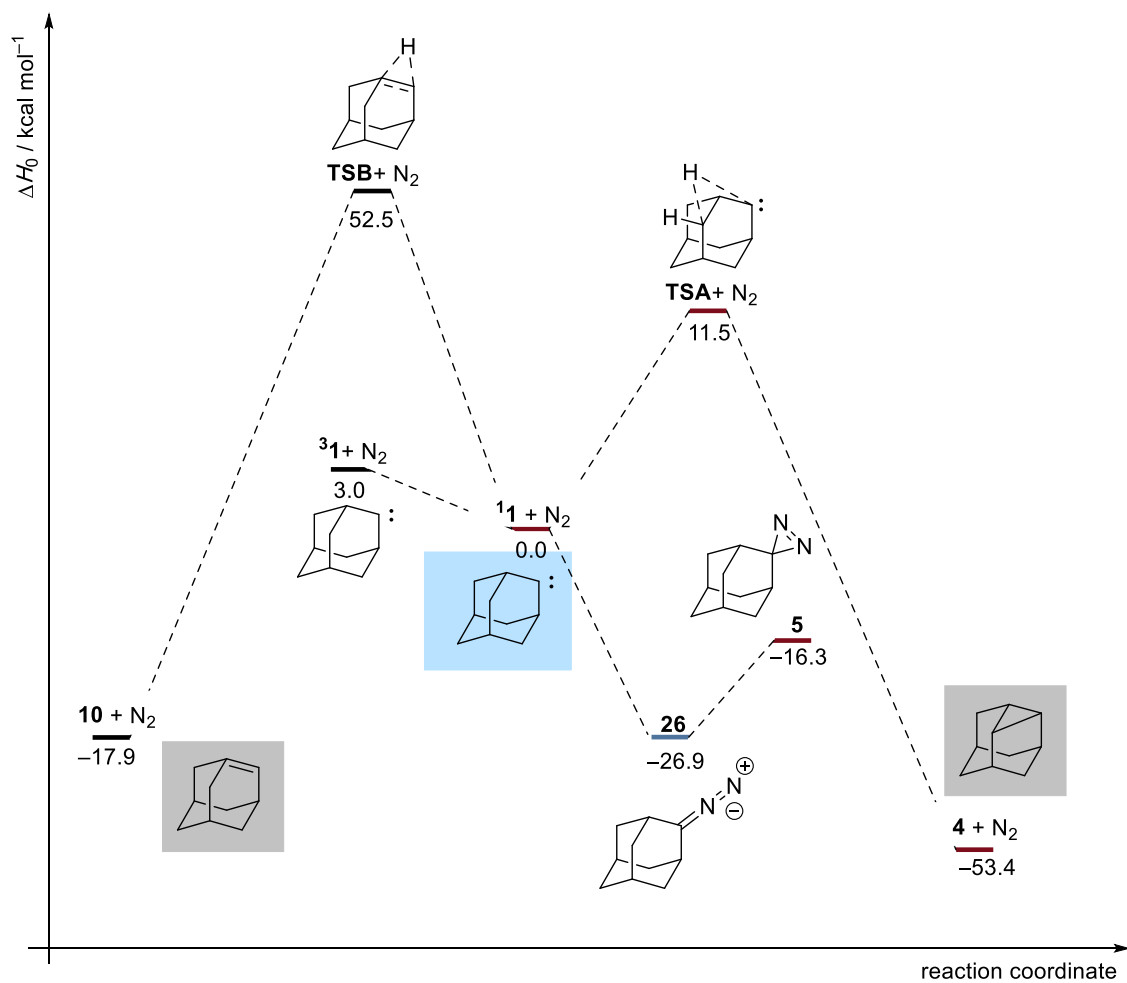 ΔH₀ / kcal mol⁻¹
H
TSB+ N₂
52.5
H
H
:
TSA+ N₂
11.5
³1+ N₂
3.0
:
¹1 + N₂
0.0
:
N
N
5
–16.3
10 + N₂
–17.9
26
–26.9
N
+
N
–
4 + N₂
–53.4
reaction coordinate